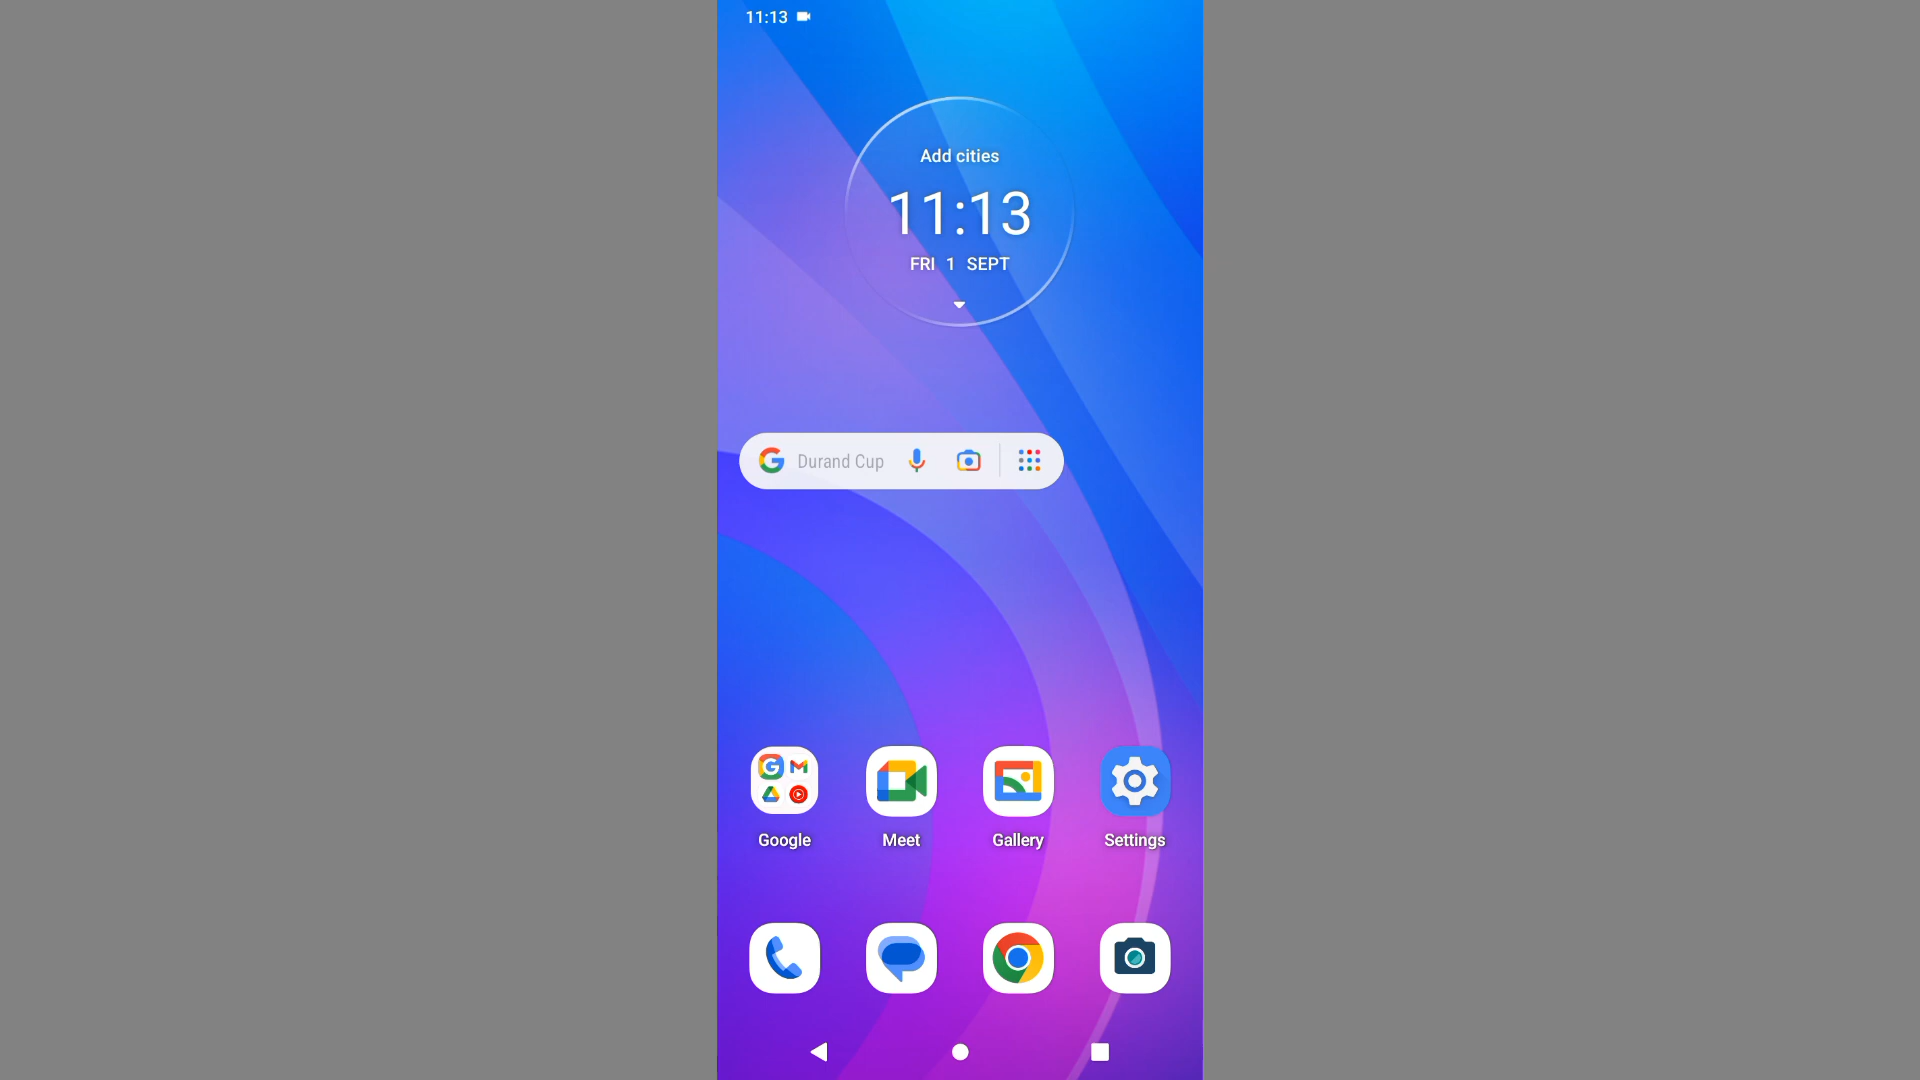 11:13
Add cities
11:13
FRI 1 SEPT
Durand Cup
Google Meet Gallery Settings